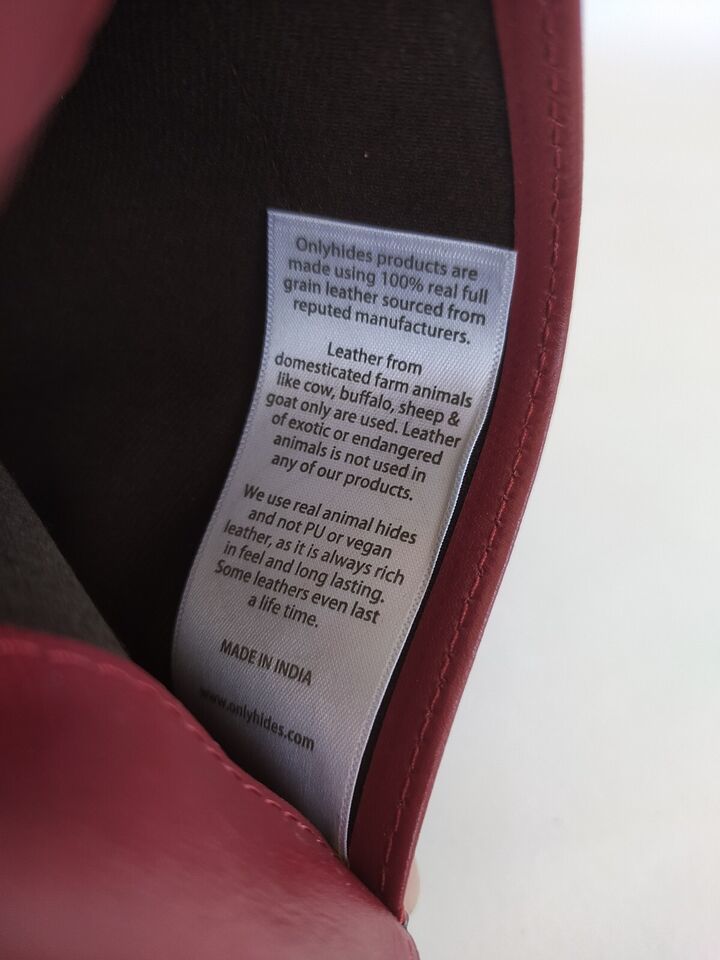 Onlyhides products are
made using 100% real full
grain leather sourced from
reputed manufacturers.
Leather from
domesticated farm animals
like cow, buffalo, sheep &
goat only are used. Leather
of exotic or endangered
animals is not used in
any of our products.
We use real animal hides
and not PU or vegan
leather, as it is always rich
in feel and long lasting.
Some leathers even last
a life time.
MADE IN INDIA
www.onlyhides.com